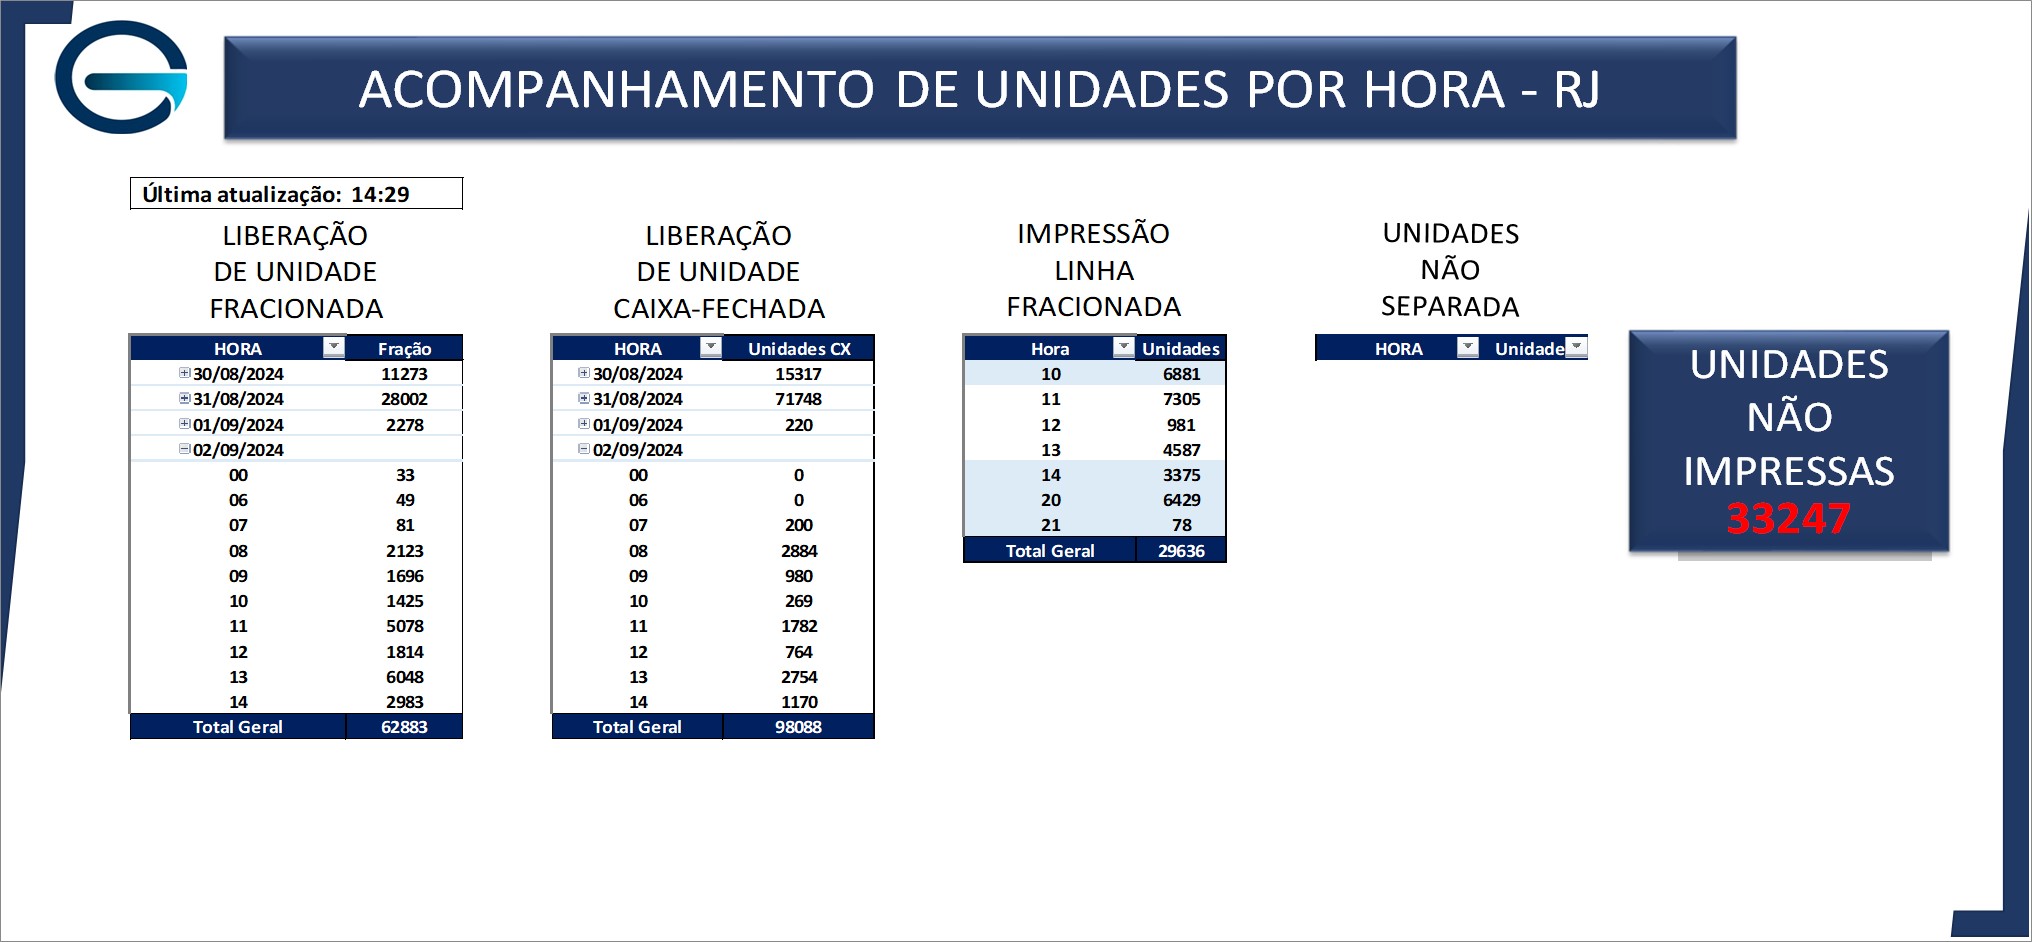 ACOMPANHAMENTO DE UNIDADES POR HORA - RJ
Última atualização: 14:29
LIBERAÇÃO
DE UNIDADE
FRACIONADA
HORA Fração
30/08/2024 11273
31/08/2024 28002
01/09/2024 2278
02/09/2024
00 33
06 49
07 81
08 2123
09 1696
10 1425
11 5078
12 1814
13 6048
14 2983
Total Geral 62883
LIBERAÇÃO
DE UNIDADE
CAIXA-FECHADA
HORA Unidades CX
30/08/2024 15317
31/08/2024 71748
01/09/2024 220
02/09/2024
00 0
06 0
07 200
08 2884
09 980
10 269
11 1782
12 764
13 2754
14 1170
Total Geral 98088
IMPRESSÃO
LINHA
FRACIONADA
Hora Unidades
10 6881
11 7305
12 981
13 4587
14 3375
20 6429
21 78
Total Geral 29636
UNIDADES
NÃO
SEPARADA
HORA Unidade
UNIDADES
NÃO
IMPRESSAS
33247